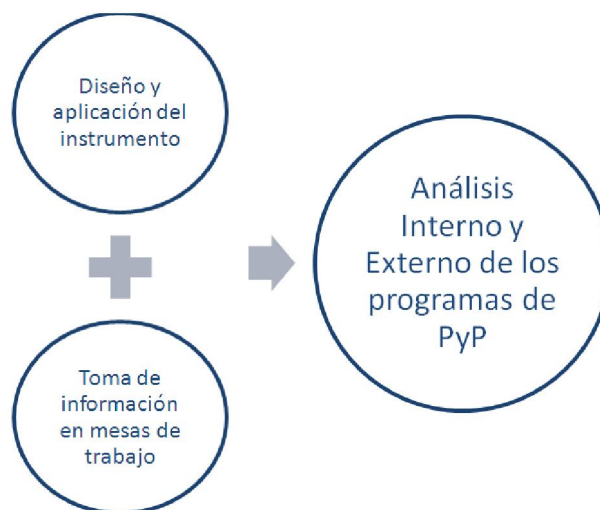 Diseño y
aplicación del
instrumento
Toma de
información
en mesas de
trabajo
Análisis
Interno y
Externo de los
programas de
PyP